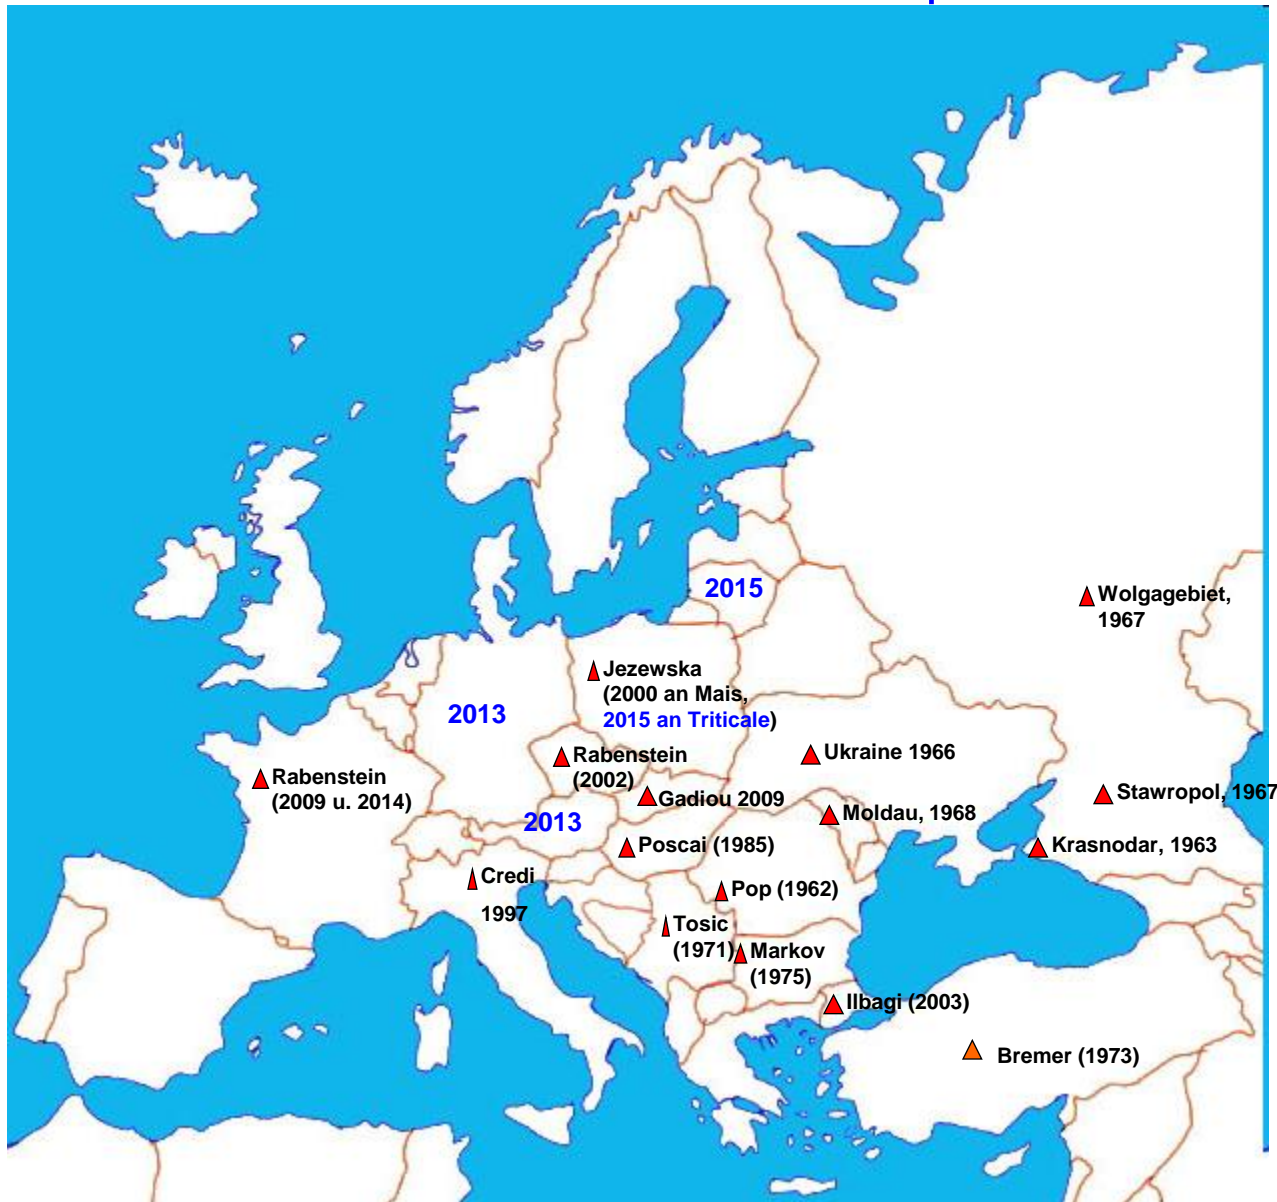 2015
Wolgagebiet,
1967
Jezewska
(2000 an Mais,
2015 an Triticale)
2013
Rabenstein
(2002)
Ukraine 1966
Rabenstein
(2009 u. 2014)
Gadiou 2009
Stawropol, 1967
2013
Moldau, 1968
Poscai (1985)
Krasnodar, 1963
Credi
1997
Pop (1962)
Tosic
(1971)
Markov
(1975)
Ilbagi (2003)
Bremer (1973)